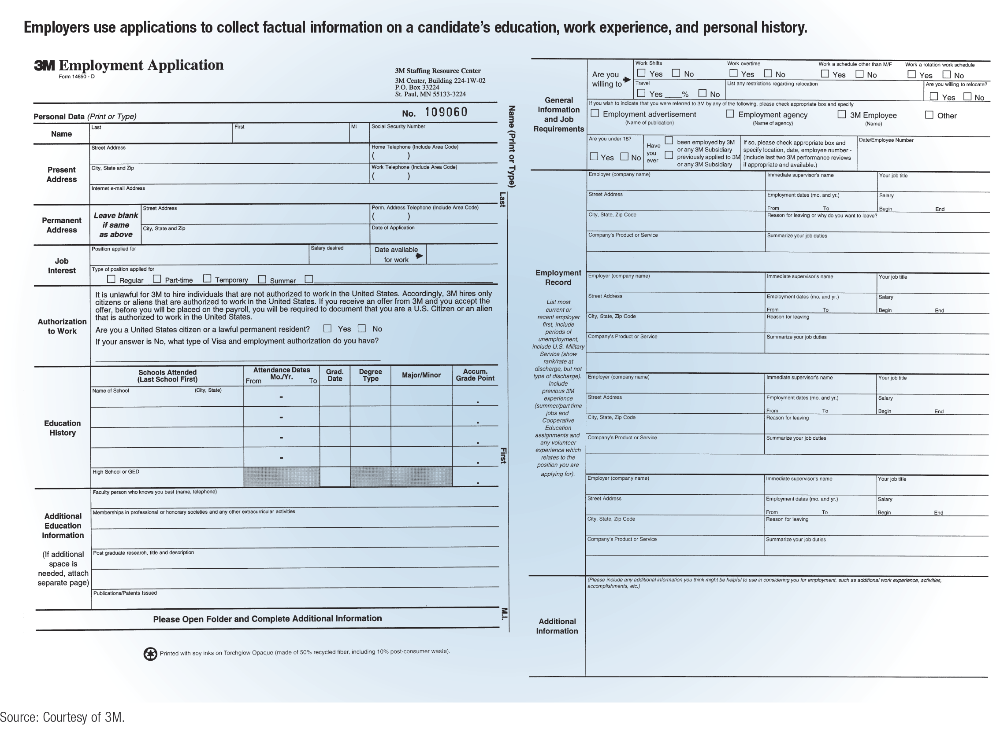 Employers use applications to collect factual information on a candidate's education, work experience, and personal history.
3M Employment Application
Form 14650 - D
3M Staffing Resource Center
3M Center, Building 224-1W-02
P.O. Box 33224
St. Paul, MN 55133-3224
Personal Data (Print or Type)
No. 109060
Name
Last
First
MI
Social Security Number
Present
Address
Street Address
Home Telephone (Include Area Code)
( )
City, State and Zip
Work Telephone (Include Area Code)
( )
Internet e-mail Address
Permanent
Address
Leave blank
if same
as above
Street Address
Perm. Address Telephone (Include Area Code)
( )
City, State and Zip
Date of Application
Job
Interest
Position applied for
Salary desired
Date available
for work
Type of position applied for
Regular Part-time Temporary Summer
Authorization
to Work
It is unlawful for 3M to hire individuals that are not authorized to work in the United States. Accordingly, 3M hires only
citizens or aliens that are authorized to work in the United States. If you receive an offer from 3M and you accept the
offer, before you will be placed on the payroll, you will be required to document that you are a U.S. Citizen or an alien
that is authorized to work in the United States.
Are you a United States citizen or a lawful permanent resident? Yes No
If your answer is No, what type of Visa and employment authorization do you have?
Education
History
Schools Attended
(Last School First)
Attendance Dates
Mo./Yr.
From To
Grad.
Date
Degree
Type
Major/Minor
Accum.
Grade Point
Name of School (City, State)
- .
- .
- .
- .
High School or GED
.
Additional
Education
Information
(If additional
space is
needed, attach
separate page)
Faculty person who knows you best (name, telephone)
Memberships in professional or honorary societies and any other extracurricular activities
Post graduate research, title and description
Publications/Patents Issued
Please Open Folder and Complete Additional Information
Printed with soy inks on Torchglow Opaque (made of 50% recycled fiber, including 10% post-consumer waste).
Name (Print or Type)
Last
First
M.I.
General
Information
and Job
Requirements
Are you
willing to
Work Shifts
Yes No
Work overtime
Yes No
Work a schedule other than M/F
Yes No
Work a rotation work schedule
Yes No
Travel
Yes ____% No
List any restrictions regarding relocation
Are you willing to relocate?
Yes No
If you wish to indicate that you were referred to 3M by any of the following, please check appropriate box and specify
Employment advertisement
(Name of publication)
Employment agency
(Name of agency)
3M Employee
(Name)
Other
Are you under 18?
Yes No
Have
you
ever
been employed by 3M
or any 3M Subsidiary
previously applied to 3M
or any 3M Subsidiary
If so, please check appropriate box and
specify location, date, employee number -
(include last two 3M performance reviews
if appropriate and available.)
Date/Employee Number
Employment
Record
List most
current or
recent employer
first, include
periods of
unemployment,
include U.S. Military
Service (show
rank/rate at
discharge, but not
type of discharge).
Include
previous 3M
experience
(summer/part time
jobs and
Cooperative
Education
assignments and
any volunteer
experience which
relates to the
position you are
applying for).
Employer (company name)
Immediate supervisor's name
Your job title
Street Address
Employment dates (mo. and yr.)
From To
Salary
Begin End
City, State, Zip Code
Reason for leaving or why do you want to leave?
Company's Product or Service
Summarize your job duties
Employer (company name)
Immediate supervisor's name
Your job title
Street Address
Employment dates (mo. and yr.)
From To
Salary
Begin End
City, State, Zip Code
Reason for leaving
Company's Product or Service
Summarize your job duties
Employer (company name)
Immediate supervisor's name
Your job title
Street Address
Employment dates (mo. and yr.)
From To
Salary
Begin End
City, State, Zip Code
Reason for leaving
Company's Product or Service
Summarize your job duties
Employer (company name)
Immediate supervisor's name
Your job title
Street Address
Employment dates (mo. and yr.)
From To
Salary
Begin End
City, State, Zip Code
Reason for leaving
Company's Product or Service
Summarize your job duties
Additional
Information
(Please include any additional information you think might be helpful to use in considering you for employment, such as additional work experience, activities,
accomplishments, etc.)
Source: Courtesy of 3M.